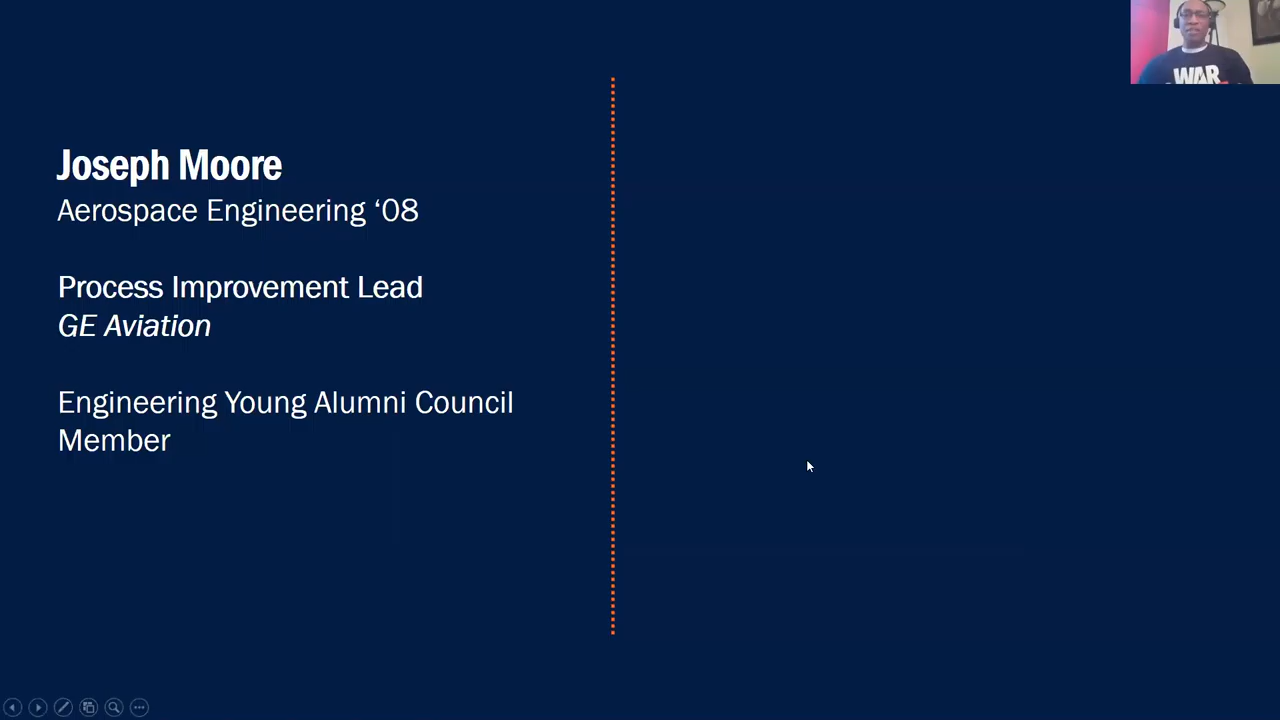 WAR
Joseph Moore
Aerospace Engineering ‘08
Process Improvement Lead
GE Aviation
Engineering Young Alumni Council
Member